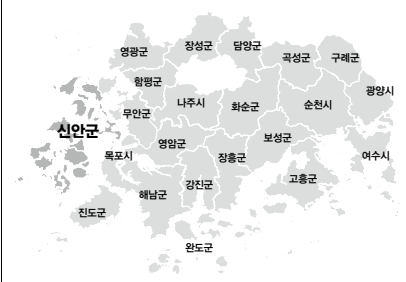 영광군
장성군
담양군
곡성군
구례군
함평군
광양시
나주시
화순군
순천시
무안군
신안군
보성군
영암군
목포시
장흥군
여수시
강진군
고흥군
해남군
진도군
완도군